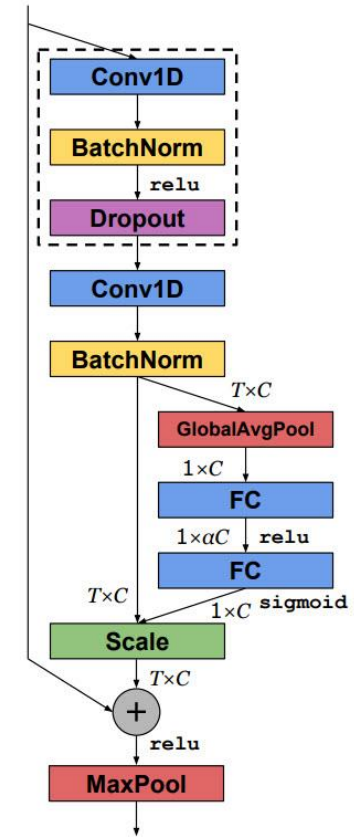 Conv1D
BatchNorm
relu
Dropout
Conv1D
BatchNorm
T×C
GlobalAvgPool
1×C
FC
1×αC relu
FC
T×C
1×C sigmoid
Scale
T×C
+
relu
MaxPool